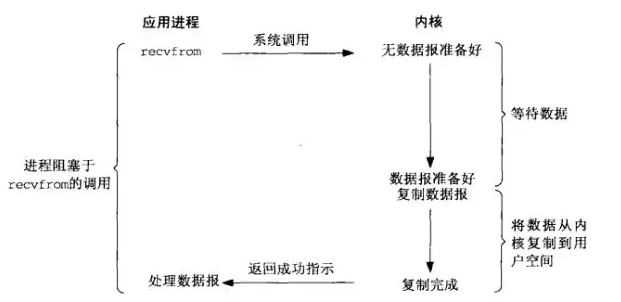 应用进程
内核
recvfrom
系统调用
无数据报准备好
等待数据
进程阻塞于
recvfrom的调用
数据报准备好
复制数据报
将数据从内
核复制到用
户空间
处理数据报
返回成功指示
复制完成